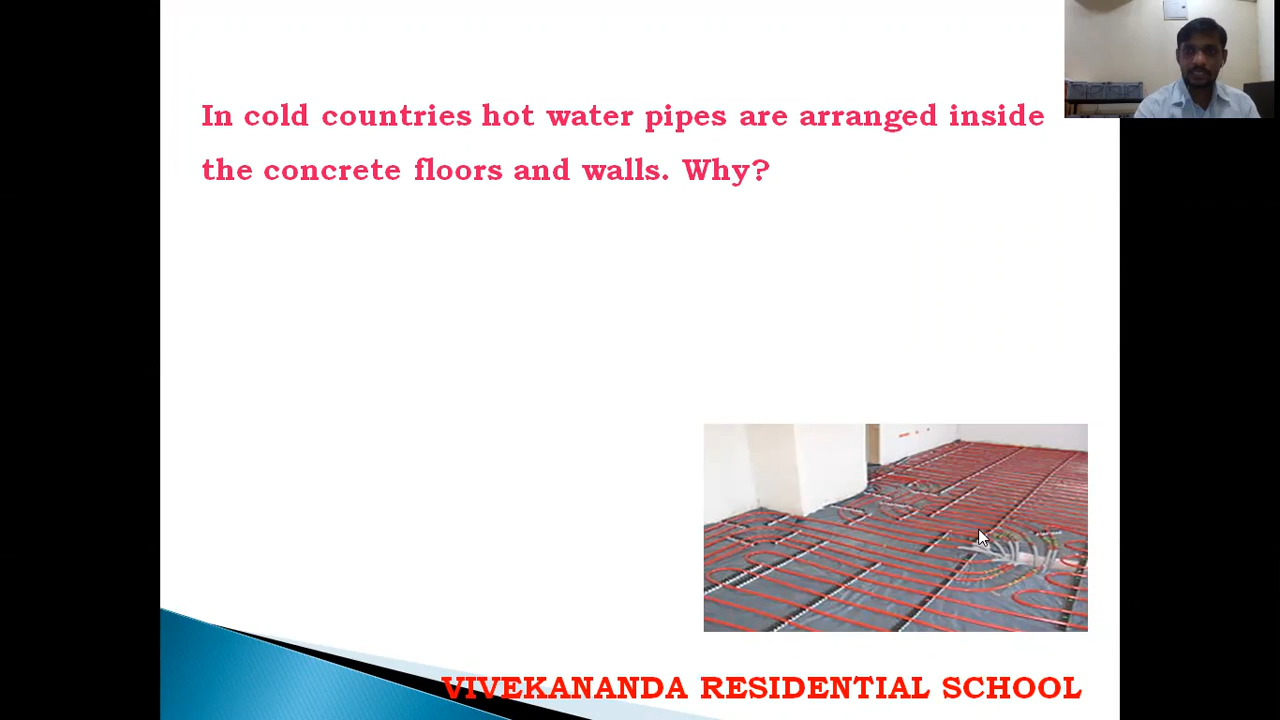 In cold countries hot water pipes are arranged inside
the concrete floors and walls. Why?
VIVEKANANDA RESIDENTIAL SCHOOL